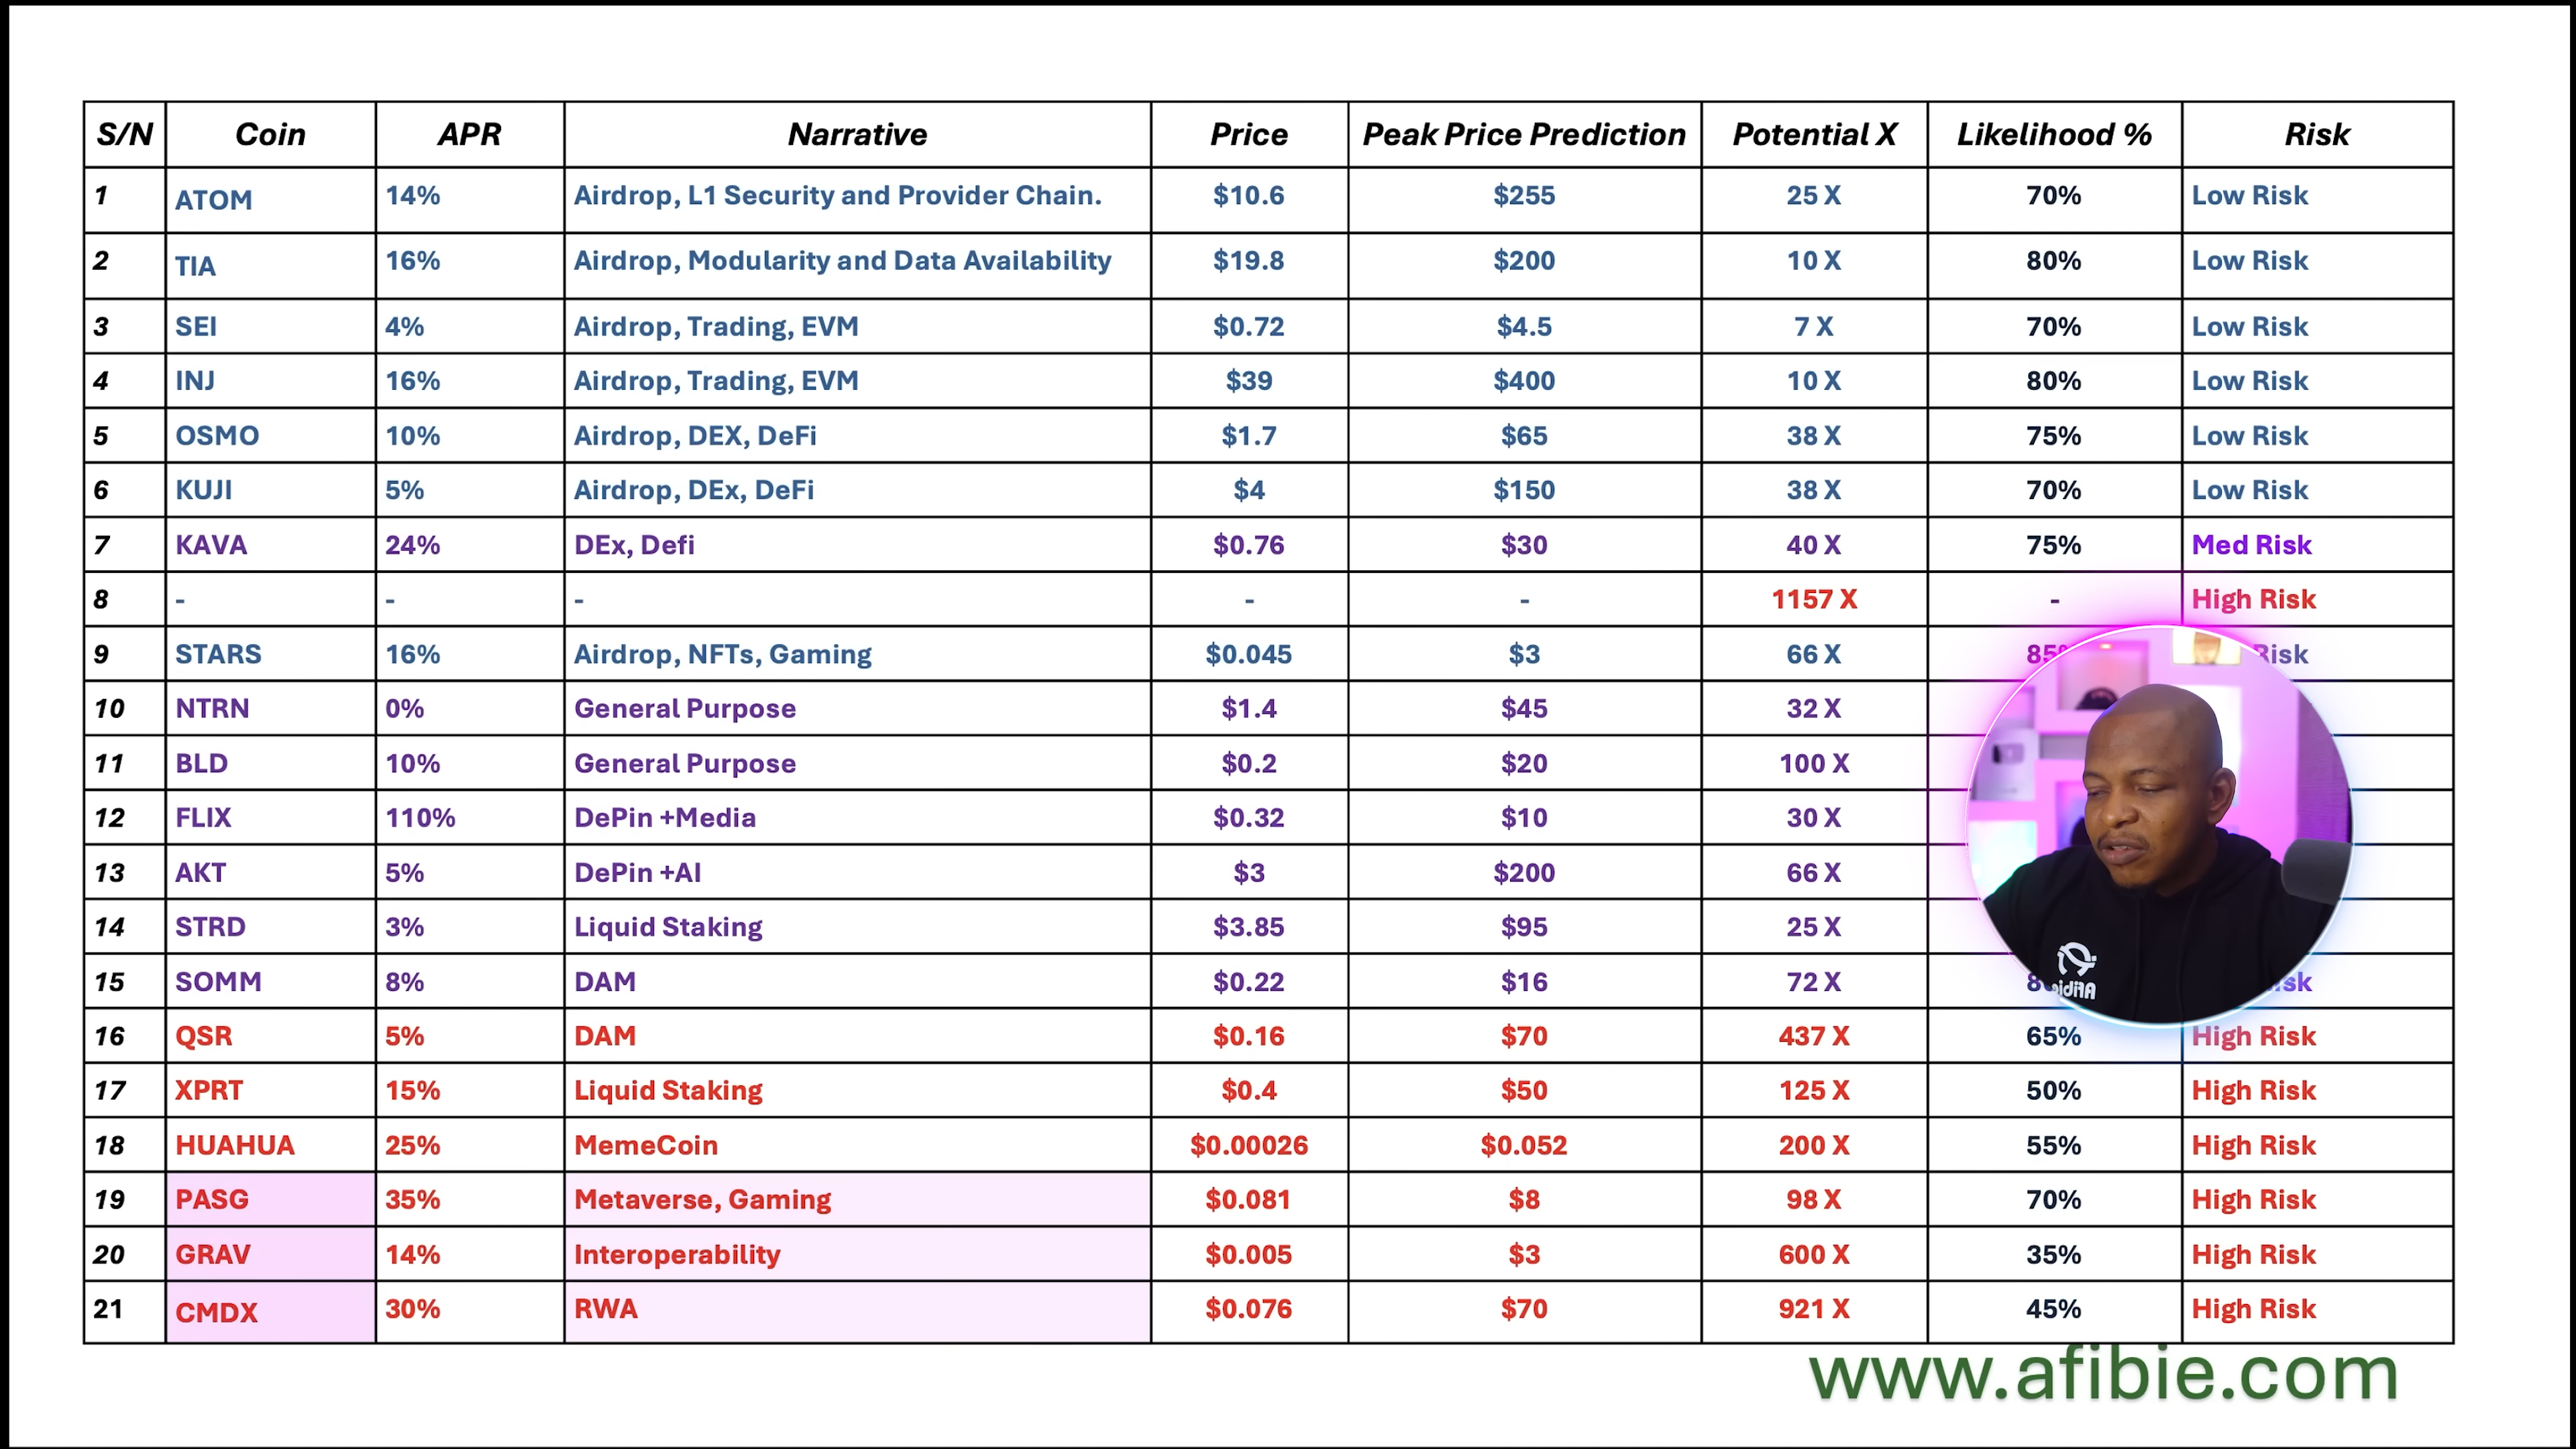 S/N Coin APR Narrative Price Peak Price Prediction Potential X Likelihood % Risk
1 ATOM 14% Airdrop, L1 Security and Provider Chain. $10.6 $255 25 X 70% Low Risk
2 TIA 16% Airdrop, Modularity and Data Availability $19.8 $200 10 X 80% Low Risk
3 SEI 4% Airdrop, Trading, EVM $0.72 $4.5 7 X 70% Low Risk
4 INJ 16% Airdrop, Trading, EVM $39 $400 10 X 80% Low Risk
5 OSMO 10% Airdrop, DEX, DeFi $1.7 $65 38 X 75% Low Risk
6 KUJI 5% Airdrop, DEx, DeFi $4 $150 38 X 70% Low Risk
7 KAVA 24% DEx, Defi $0.76 $30 40 X 75% Med Risk
8 - - - - - 1157 X - High Risk
9 STARS 16% Airdrop, NFTs, Gaming $0.045 $3 66 X 85% Risk
10 NTRN 0% General Purpose $1.4 $45 32 X
11 BLD 10% General Purpose $0.2 $20 100 X
12 FLIX 110% DePin +Media $0.32 $10 30 X
13 AKT 5% DePin +AI $3 $200 66 X
14 STRD 3% Liquid Staking $3.85 $95 25 X
15 SOMM 8% DAM $0.22 $16 72 X
16 QSR 5% DAM $0.16 $70 437 X 65% High Risk
17 XPRT 15% Liquid Staking $0.4 $50 125 X 50% High Risk
18 HUAHUA 25% MemeCoin $0.00026 $0.052 200 X 55% High Risk
19 PASG 35% Metaverse, Gaming $0.081 $8 98 X 70% High Risk
20 GRAV 14% Interoperability $0.005 $3 600 X 35% High Risk
21 CMDX 30% RWA $0.076 $70 921 X 45% High Risk
Afibie
www.afibie.com